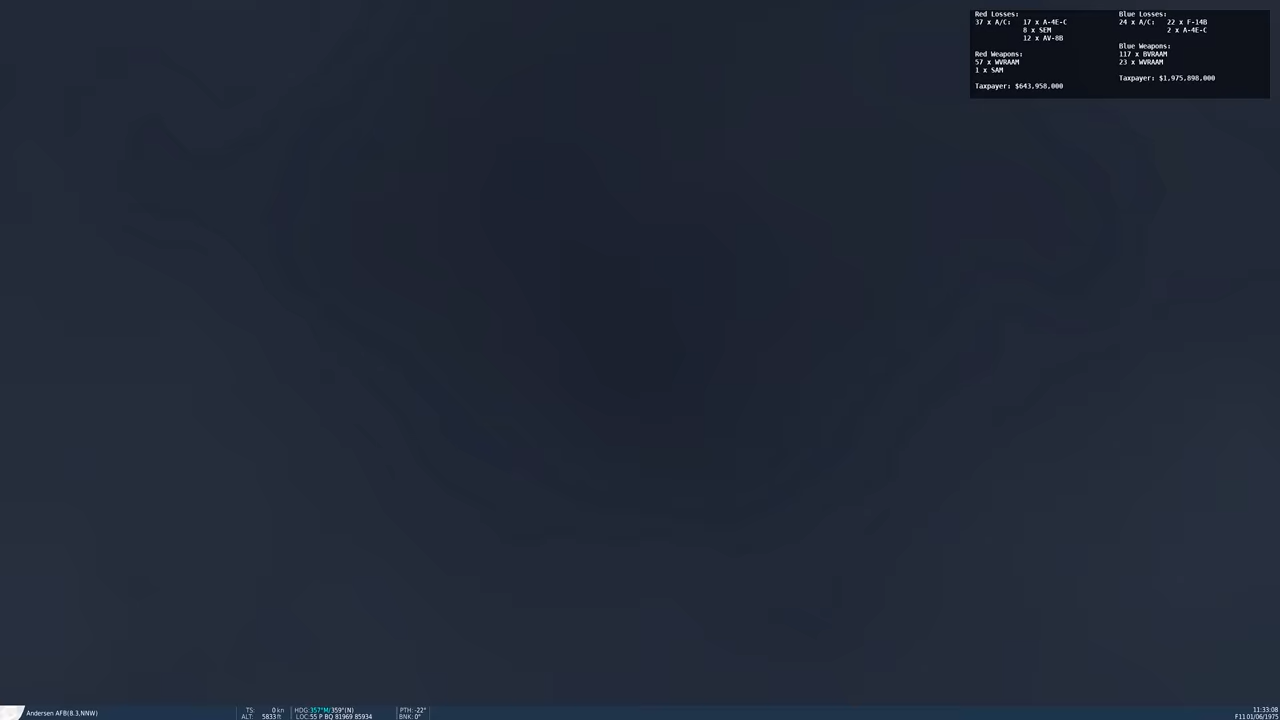 Red Losses:
37 x A/C: 17 x A-4E-C
8 x SEM
12 x AV-8B
Red Weapons:
57 x WVRAAM
1 x SAM
Taxpayer: $643,958,000
Blue Losses:
24 x A/C: 22 x F-14B
2 x A-4E-C
Blue Weapons:
117 x BVRAAM
23 x WVRAAM
Taxpayer: $1,975,898,000
Andersen AFB(8.3,NNW)
TS: 0 kn
ALT: 5833 ft
HDG: 357°M/359°(N)
LOC: 55 P BQ 81969 85934
PTH: -22°
BNK: 0°
11:33:08
F11 01/06/1975